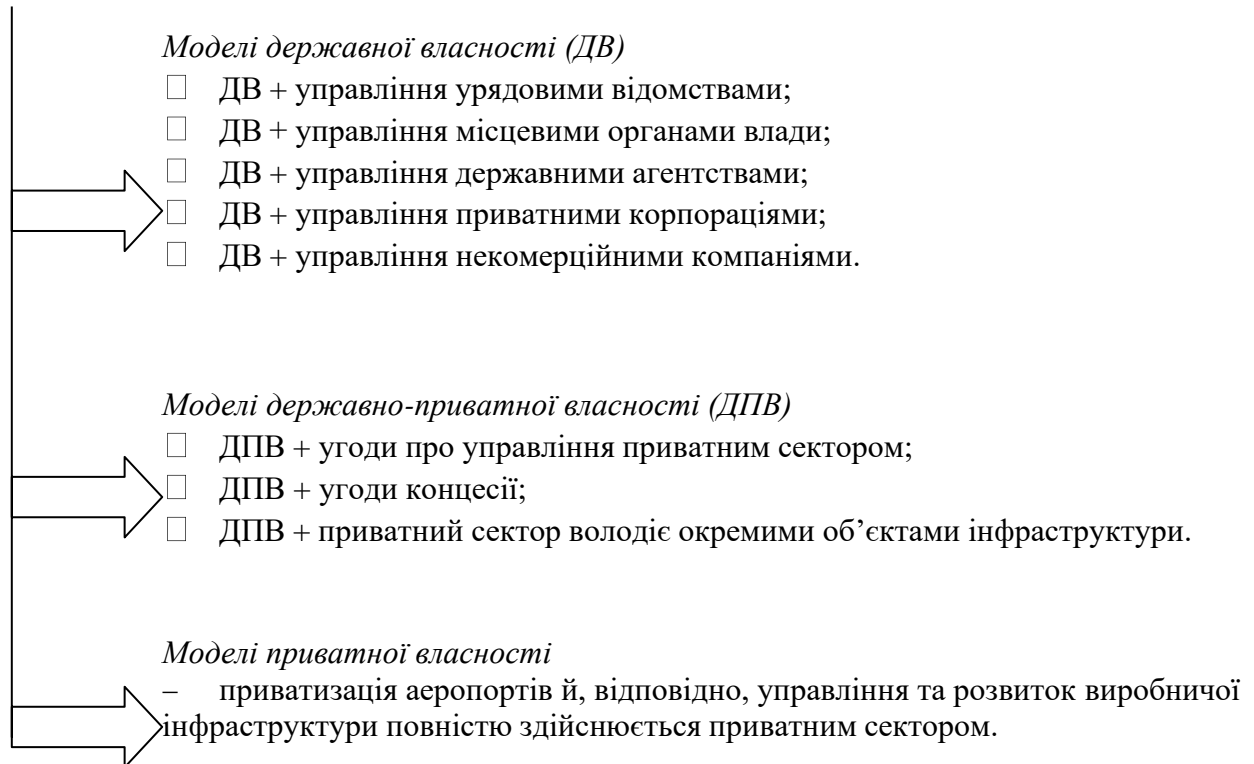 Моделі державної власності (ДВ)
ДВ + управління урядовими відомствами;
ДВ + управління місцевими органами влади;
ДВ + управління державними агентствами;
ДВ + управління приватними корпораціями;
ДВ + управління некомерційними компаніями.
Моделі державно-приватної власності (ДПВ)
ДПВ + угоди про управління приватним сектором;
ДПВ + угоди концесії;
ДПВ + приватний сектор володіє окремими об’єктами інфраструктури.
Моделі приватної власності
– приватизація аеропортів й, відповідно, управління та розвиток виробничої
інфраструктури повністю здійснюється приватним сектором.